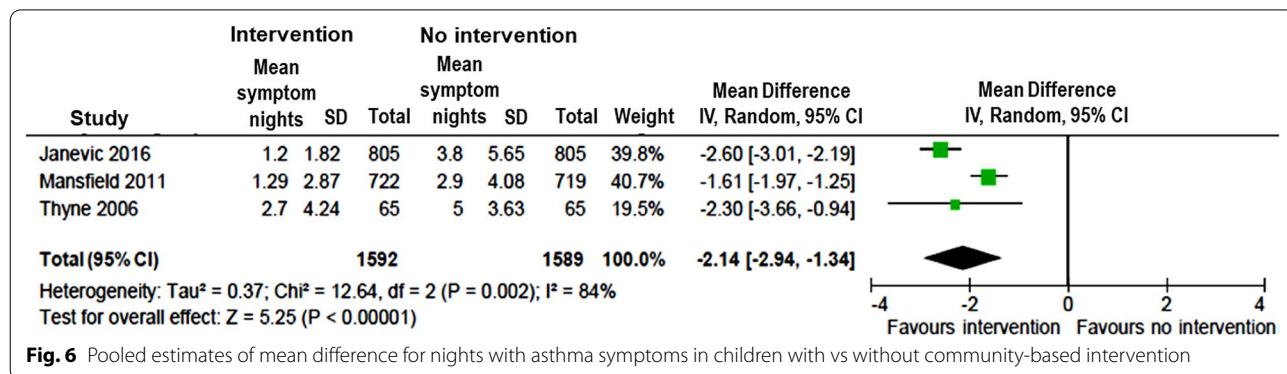 Intervention No intervention
Mean Mean
symptom symptom Mean Difference Mean Difference
Study nights SD Total nights SD Total Weight IV, Random, 95% CI IV, Random, 95% CI
Janevic 2016 1.2 1.82 805 3.8 5.65 805 39.8% -2.60 [-3.01, -2.19]
Mansfield 2011 1.29 2.87 722 2.9 4.08 719 40.7% -1.61 [-1.97, -1.25]
Thyne 2006 2.7 4.24 65 5 3.63 65 19.5% -2.30 [-3.66, -0.94]
Total (95% CI) 1592 1589 100.0% -2.14 [-2.94, -1.34]
Heterogeneity: Tau² = 0.37; Chi² = 12.64, df = 2 (P = 0.002); I² = 84%
Test for overall effect: Z = 5.25 (P < 0.00001)
-4 -2 0 2 4
Favours intervention Favours no intervention
Fig. 6 Pooled estimates of mean difference for nights with asthma symptoms in children with vs without community-based intervention